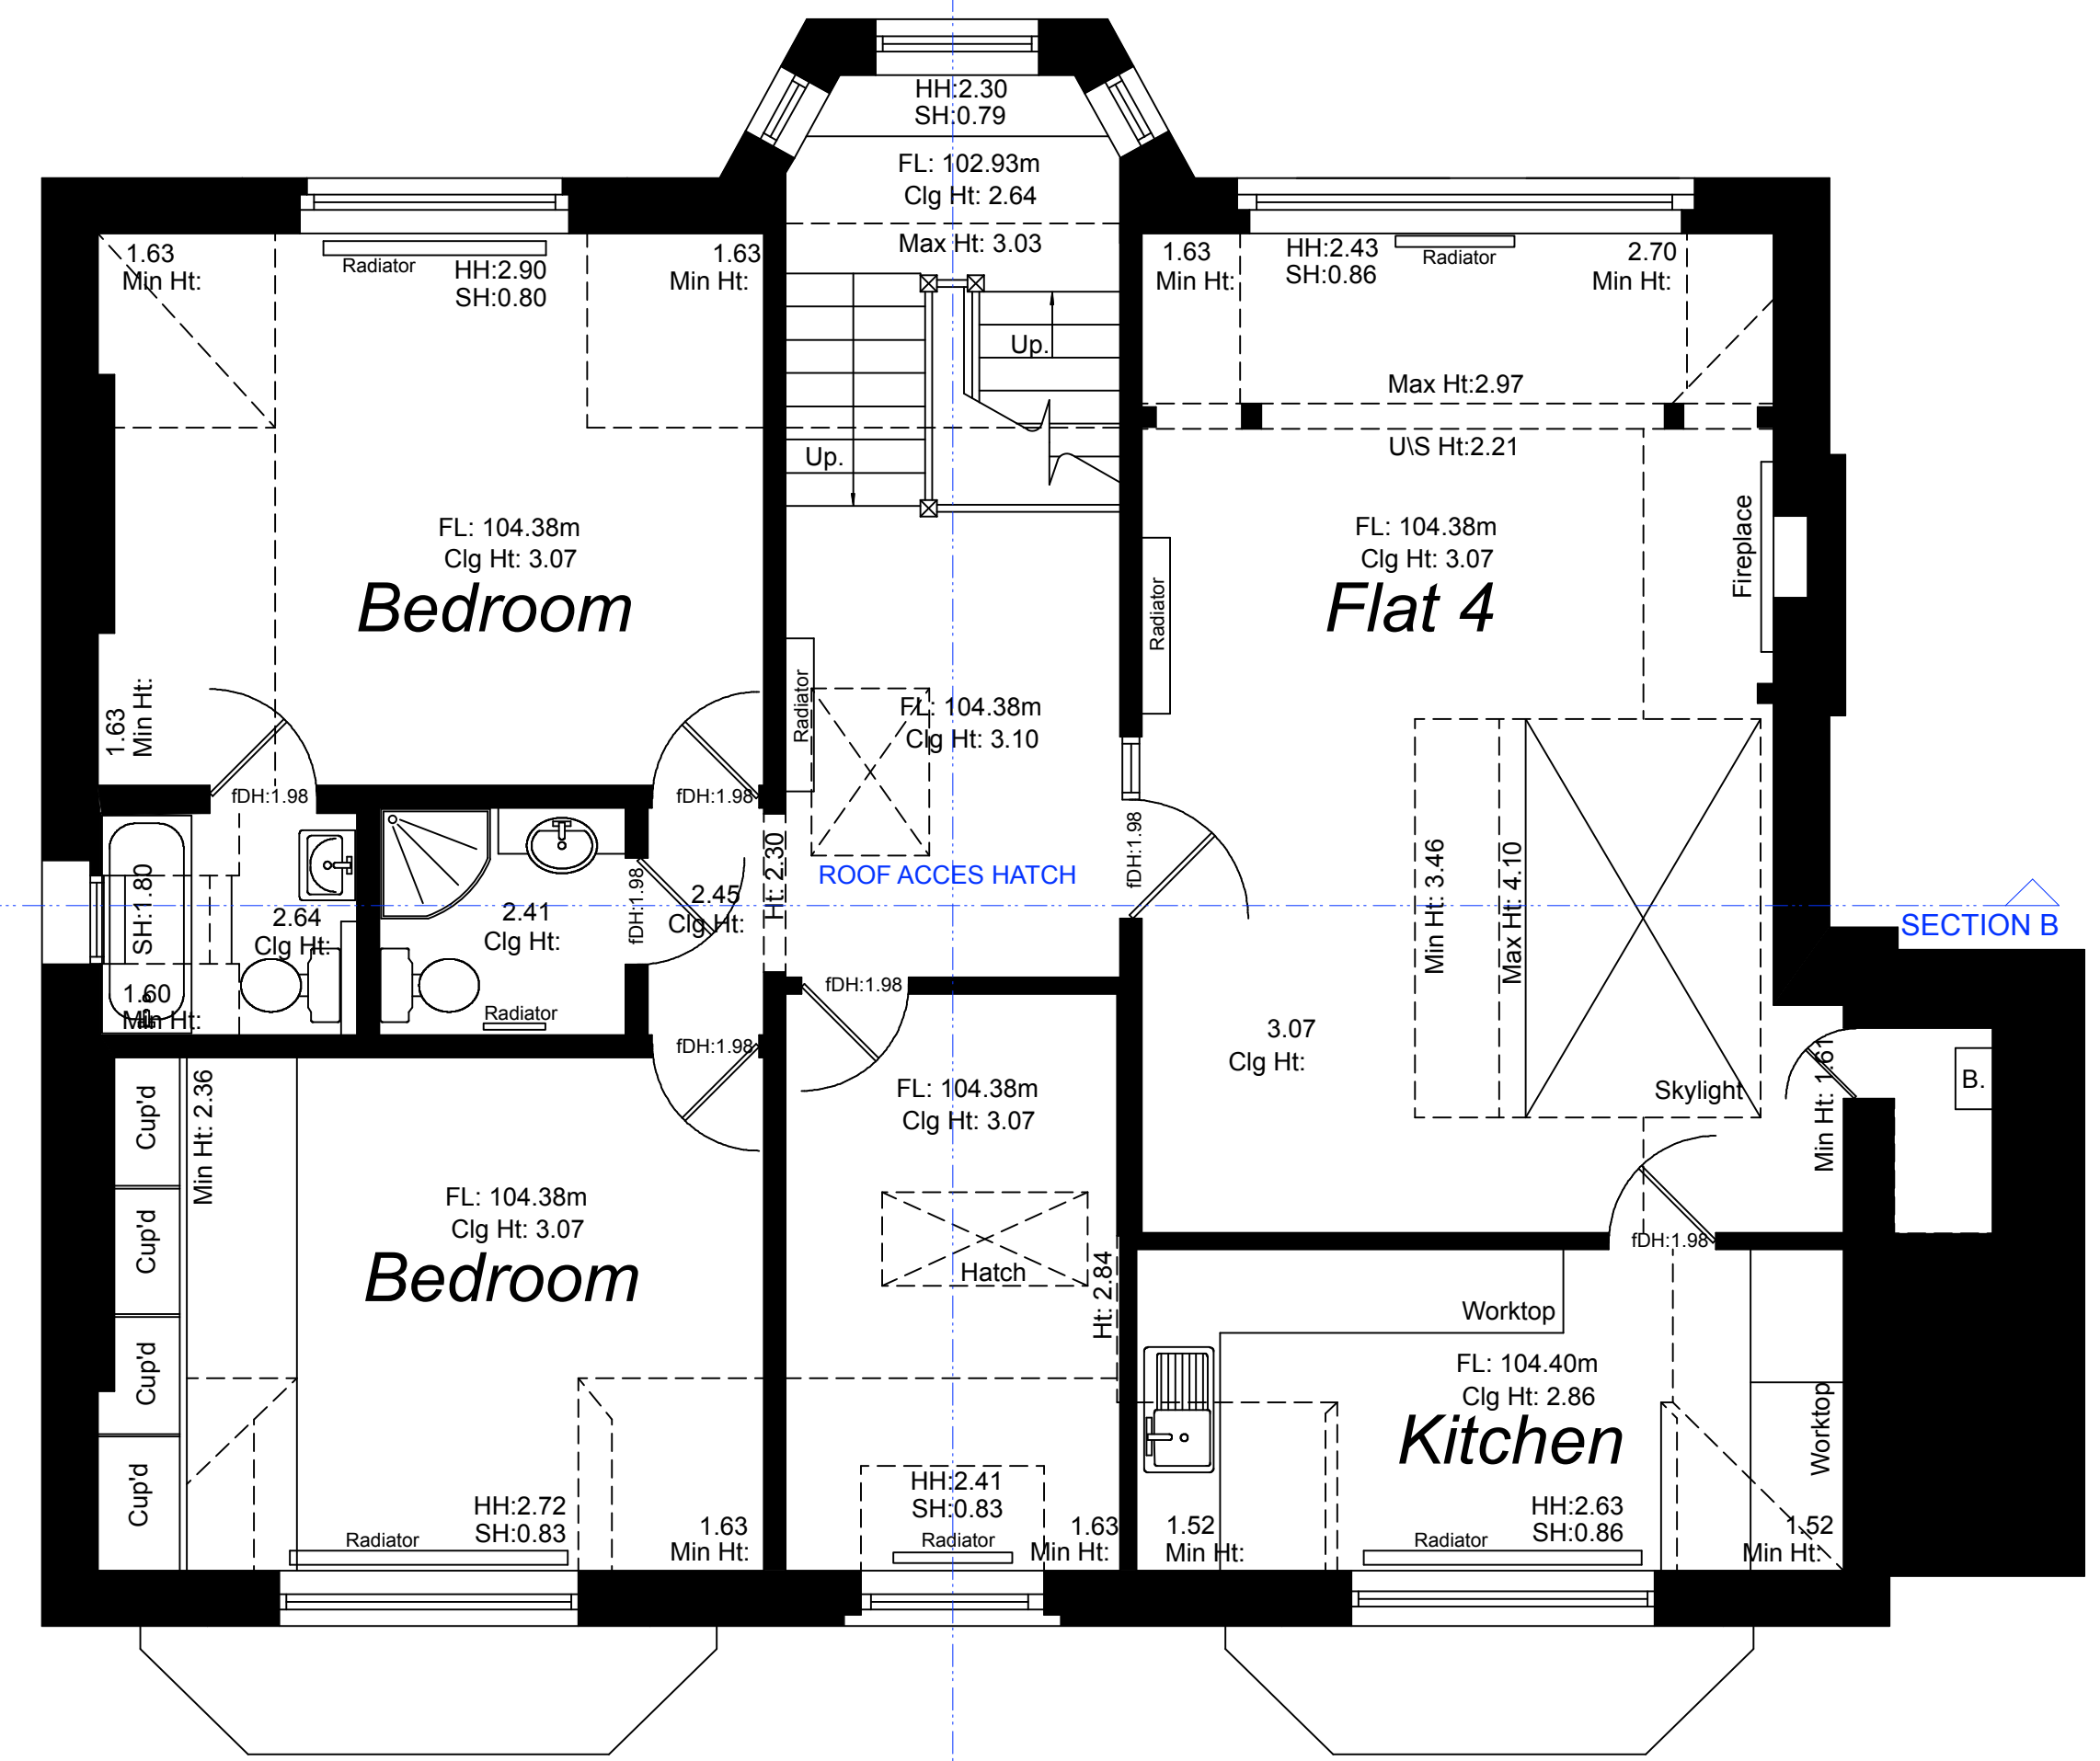 HH:2.30
SH:0.79
FL: 102.93m
Clg Ht: 2.64
Max Ht: 3.03
1.63
Min Ht:
Radiator
HH:2.90
SH:0.80
1.63
Min Ht:
1.63
Min Ht:
HH:2.43
SH:0.86
Radiator
2.70
Min Ht:
Up.
Up.
Max Ht:2.97
U\S Ht:2.21
FL: 104.38m
Clg Ht: 3.07
Bedroom
FL: 104.38m
Clg Ht: 3.07
Flat 4
Fireplace
Radiator
Radiator
1.63
Min Ht:
FL: 104.38m
Clg Ht: 3.10
fDH:1.98
fDH:1.98
fDH:1.98
ROOF ACCES HATCH
Ht: 2.30
SH:1.80
2.64
Clg Ht:
2.41
Clg Ht:
fDH:1.98
2.45
Clg Ht:
Min Ht: 3.46
Max Ht: 4.10
SECTION B
1.60
Min Ht:
Radiator
fDH:1.98
fDH:1.98
3.07
Clg Ht:
Skylight
Min Ht: 1.61
B.
Cup'd
Cup'd
Cup'd
Cup'd
Min Ht: 2.36
FL: 104.38m
Clg Ht: 3.07
FL: 104.38m
Clg Ht: 3.07
Bedroom
Hatch
Ht: 2.84
fDH:1.98
Worktop
FL: 104.40m
Clg Ht: 2.86
Kitchen
Worktop
HH:2.72
SH:0.83
Radiator
1.63
Min Ht:
HH:2.41
SH:0.83
Radiator
1.63
Min Ht:
1.52
Min Ht:
Radiator
HH:2.63
SH:0.86
1.52
Min Ht: